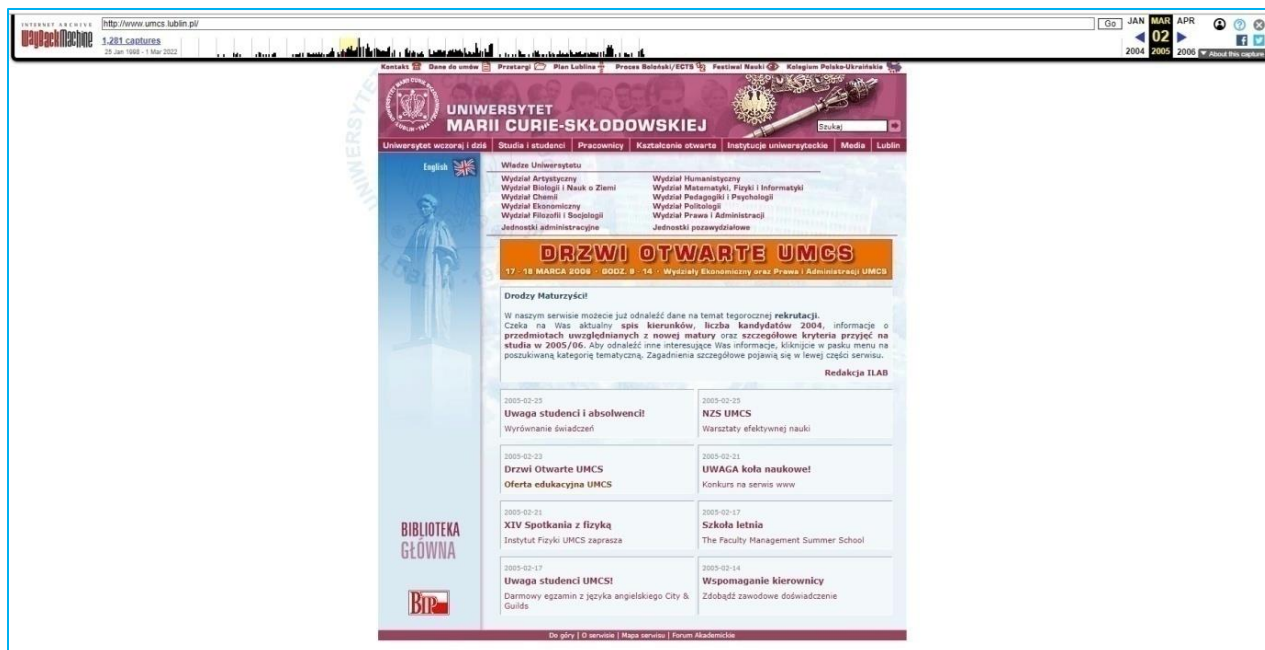 INTERNET ARCHIVE
WayBackMachine
http://www.umcs.lublin.pl/
Go
JAN MAR APR
1,281 captures
02
25 Jan 1998 - 1 Mar 2022
2004 2005 2006
About this capture
Kontakt Dane do umów Przetargi Plan Lublina Proces Boloński/ECTS Festiwal Nauki Kolegium Polsko-Ukraińskie
UNIWERSYTET
MARII CURIE-SKŁODOWSKIEJ
Szukaj
Uniwersytet wczoraj i dziś Studia i studenci Pracownicy Kształcenie otwarte Instytucje uniwersyteckie Media Lublin
English
Władze Uniwersytetu
Wydział Artystyczny Wydział Humanistyczny
Wydział Biologii i Nauk o Ziemi Wydział Matematyki, Fizyki i Informatyki
Wydział Chemii Wydział Pedagogiki i Psychologii
Wydział Ekonomiczny Wydział Politologii
Wydział Filozofii i Socjologii Wydział Prawa i Administracji
Jednostki administracyjne Jednostki pozawydziałowe
DRZWI OTWARTE UMCS
17 - 18 MARCA 2005 - GODZ. 9 - 14 - Wydziały Ekonomiczny oraz Prawa i Administracji UMCS
Drodzy Maturzyści!
W naszym serwisie możecie już odnaleźć dane na temat tegorocznej rekrutacji.
Czeka na Was aktualny spis kierunków, liczba kandydatów 2004, informacje o
przedmiotach uwzględnianych z nowej matury oraz szczegółowe kryteria przyjęć na
studia w 2005/06. Aby odnaleźć inne interesujące Was informacje, kliknijcie w pasku menu na
poszukiwaną kategorię tematyczną. Zagadnienia szczegółowe pojawią się w lewej części serwisu.
Redakcja ILAB
2005-02-25
Uwaga studenci i absolwenci!
Wyrównanie świadczeń
2005-02-25
NZS UMCS
Warsztaty efektywnej nauki
2005-02-23
Drzwi Otwarte UMCS
Oferta edukacyjna UMCS
2005-02-21
UWAGA koła naukowe!
Konkurs na serwis www
2005-02-21
XIV Spotkania z fizyką
Instytut Fizyki UMCS zaprasza
2005-02-17
Szkoła letnia
The Faculty Management Summer School
2005-02-17
Uwaga studenci UMCS!
Darmowy egzamin z języka angielskiego City &
Guilds
2005-02-14
Wspomaganie kierownicy
Zdobądź zawodowe doświadczenie
BIBLIOTEKA
GŁÓWNA
BIP
Do góry | O serwisie | Mapa serwisu | Forum Akademickie